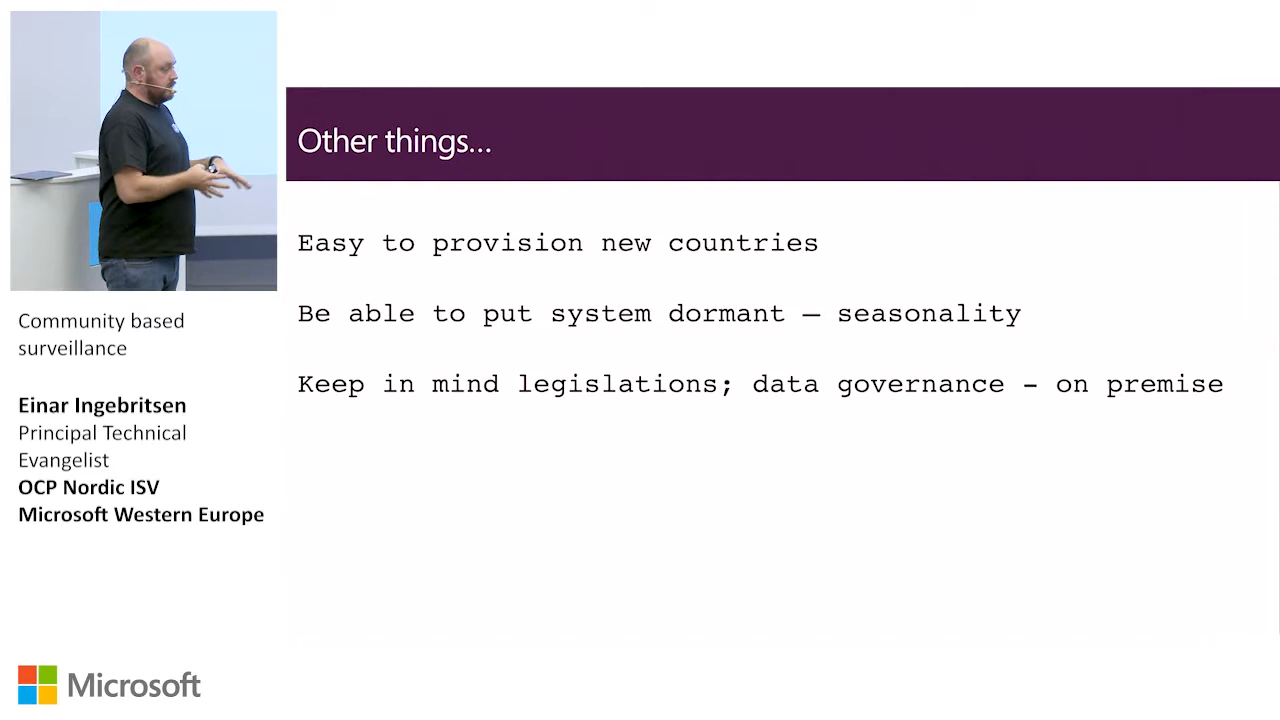 Other things...
Easy to provision new countries
Be able to put system dormant – seasonality
Keep in mind legislations; data governance - on premise
Community based
surveillance
Einar Ingebritsen
Principal Technical
Evangelist
OCP Nordic ISV
Microsoft Western Europe
Microsoft